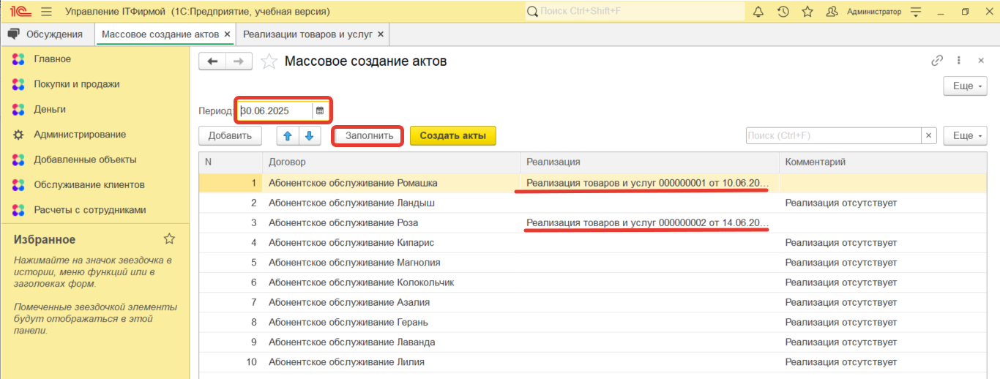 1С Управление ITФирмой (1С:Предприятие, учебная версия) Поиск Ctrl+Shift+F Администратор
Обсуждения Массовое создание актов × Реализации товаров и услуг ×
Главное
Покупки и продажи
Деньги
Администрирование
Добавленные объекты
Обслуживание клиентов
Расчеты с сотрудниками
Избранное
Нажимайте на значок звездочка в
истории, меню функций или в
заголовках форм.
Помеченные звездочкой элементы
будут отображаться в этой
панели.
Массовое создание актов
Еще
Период: 30.06.2025
Добавить Заполнить Создать акты Поиск (Ctrl+F) × Еще
N Договор Реализация Комментарий
1 Абонентское обслуживание Ромашка Реализация товаров и услуг 000000001 от 10.06.20...
2 Абонентское обслуживание Ландыш Реализация отсутствует
3 Абонентское обслуживание Роза Реализация товаров и услуг 000000002 от 14.06.20...
4 Абонентское обслуживание Кипарис Реализация отсутствует
5 Абонентское обслуживание Магнолия Реализация отсутствует
6 Абонентское обслуживание Колокольчик Реализация отсутствует
7 Абонентское обслуживание Азалия Реализация отсутствует
8 Абонентское обслуживание Герань Реализация отсутствует
9 Абонентское обслуживание Лаванда Реализация отсутствует
10 Абонентское обслуживание Лилия Реализация отсутствует